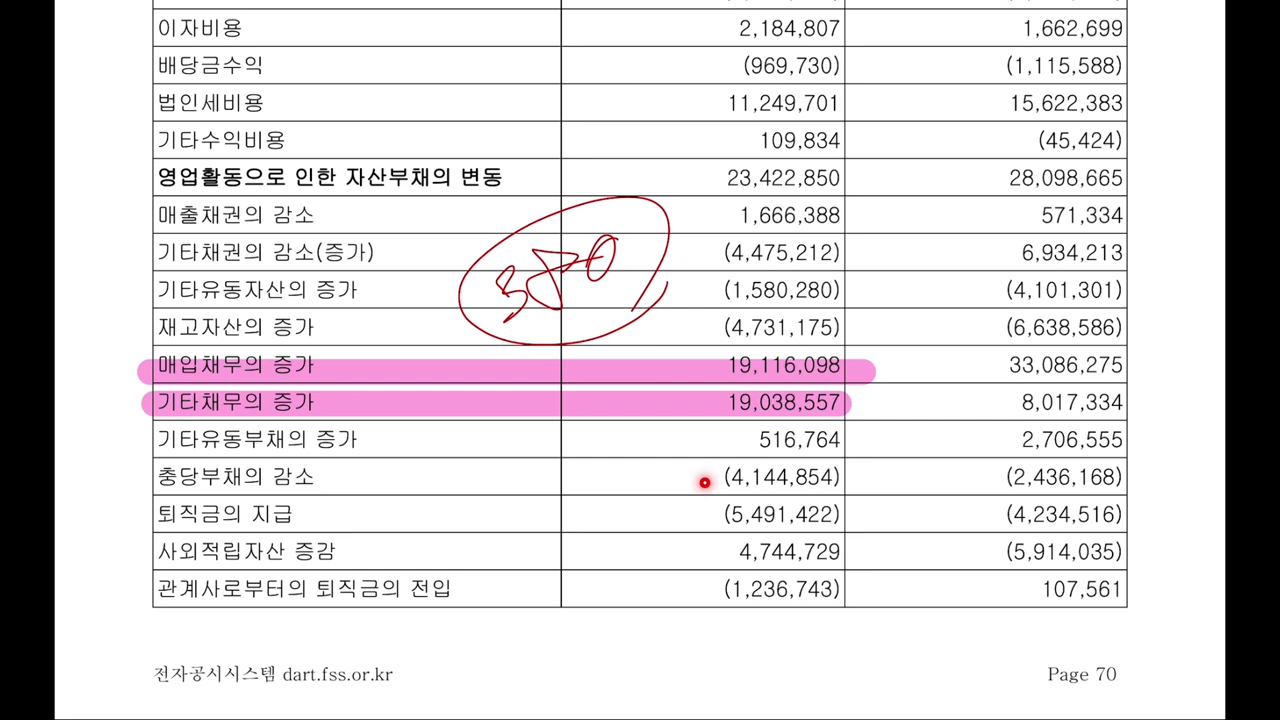 이자비용 2,184,807 1,662,699
배당금수익 (969,730) (1,115,588)
법인세비용 11,249,701 15,622,383
기타수익비용 109,834 (45,424)
영업활동으로 인한 자산부채의 변동 23,422,850 28,098,665
매출채권의 감소 1,666,388 571,334
기타채권의 감소(증가) (4,475,212) 6,934,213
기타유동자산의 증가 (1,580,280) (4,101,301)
재고자산의 증가 (4,731,175) (6,638,586)
매입채무의 증가 19,116,098 33,086,275
기타채무의 증가 19,038,557 8,017,334
기타유동부채의 증가 516,764 2,706,555
충당부채의 감소 (4,144,854) (2,436,168)
퇴직금의 지급 (5,491,422) (4,234,516)
사외적립자산 증감 4,744,729 (5,914,035)
관계사로부터의 퇴직금의 전입 (1,236,743) 107,561
전자공시시스템 dart.fss.or.kr Page 70